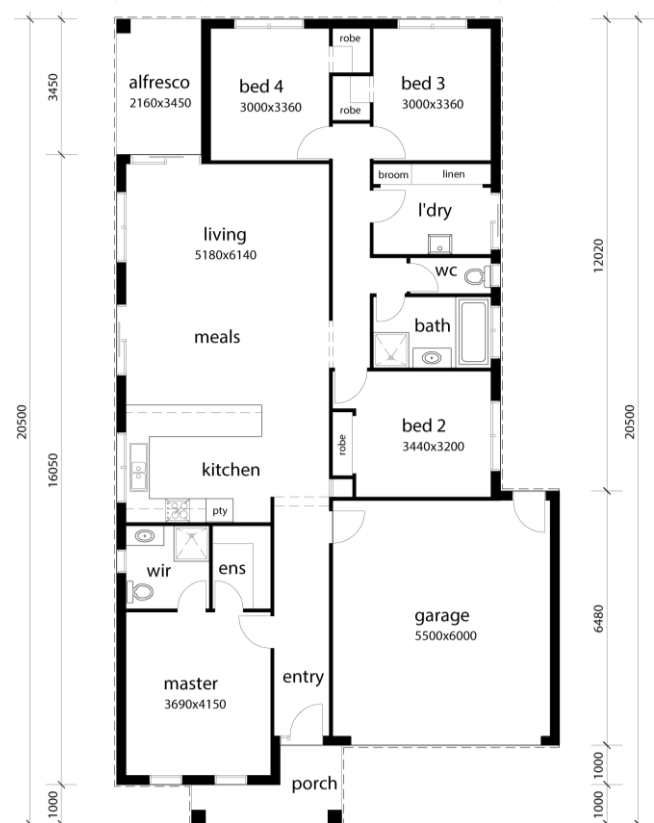 robe
alfresco
2160x3450
bed 4
3000x3360
bed 3
3000x3360
robe
3450
broom
linen
l'dry
living
5180x6140
12020
wc
meals
bath
20500
20500
bed 2
3440x3200
robe
16050
kitchen
pty
wir
ens
garage
5500x6000
6480
entry
master
3690x4150
porch
1000
1000
1000